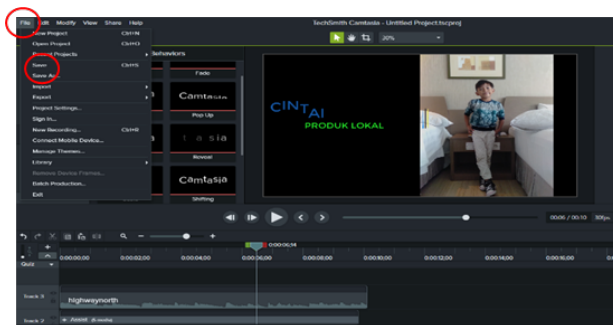 File Edit Modify View Share Help
TechSmith Camtasia - Untitled Project.tscproj
New Project Ctrl+N
Open Project Ctrl+O
Recent Projects
Save Ctrl+S
Save As...
Import
Export
Project Settings...
Sign In...
New Recording... Ctrl+R
Connect Mobile Device...
Manage Themes...
Library
Remove Device Frames...
Batch Production...
Exit
20%
Behaviors
Fade
Camtasia
Pop Up
t a s i a
Reveal
Camtasia
Shifting
CINTAI
PRODUK LOKAL
00:06 / 00:10 30fps
0:00:06;14
0:00:00;00 0:00:02;00 0:00:04;00 0:00:06;00 0:00:08;00 0:00:10;00 0:00:12;00 0:00:14;00 0:00:16;00
Quiz
Track 3
highwaynorth
Track 2